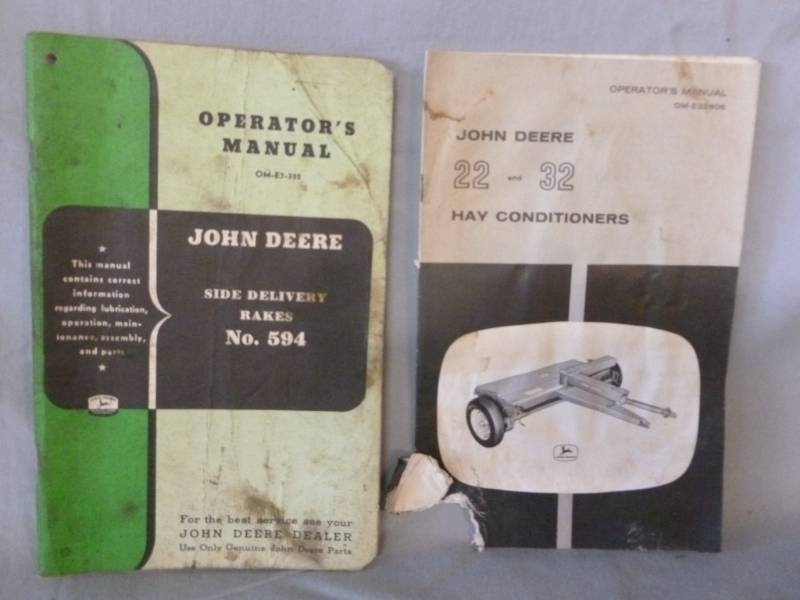 OPERATOR'S
MANUAL
JOHN DEERE
SIDE DELIVERY
RAKES
No. 594
★
This manual
contains correct
information
regarding lubrication,
operation, main-
tenance, assembly,
and parts
★
For the best service see your
JOHN DEERE DEALER
Use Only Genuine John Deere Parts
OPERATOR'S MANUAL
JOHN DEERE
22 and 32
HAY CONDITIONERS